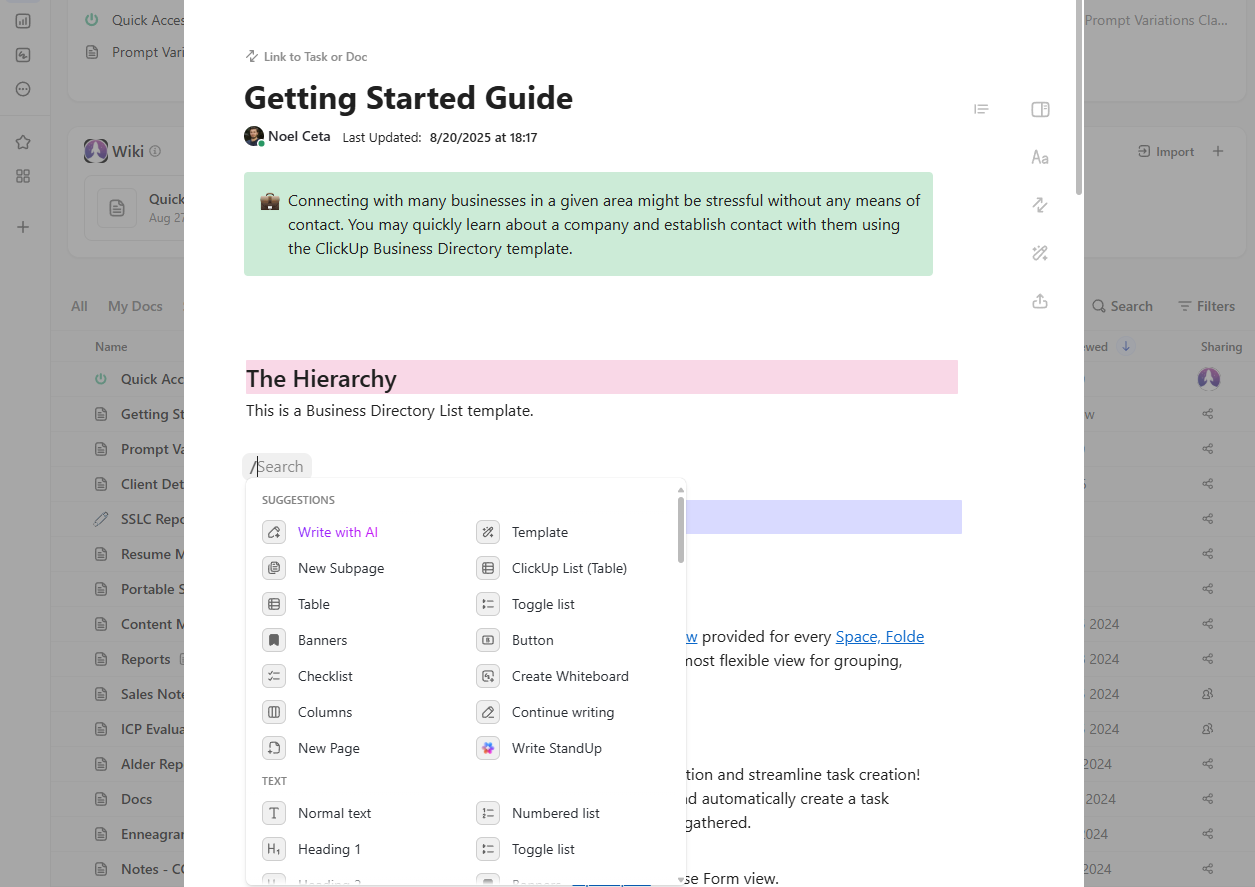 Quick Acces
Prompt Vari
Prompt Variations Cla...
Wiki
Import
Quick
Aug 27
All
My Docs
Search
Filters
Name
ewed
Sharing
Quick Acc
Getting St
Prompt Va
Client Det
SSLC Repo
Resume M
Portable S
Content M
2024
Reports
2024
Sales Note
2024
ICP Evalua
2024
Alder Rep
2024
Docs
2024
Enneagran
2024
Notes - CC
2024
Link to Task or Doc
Getting Started Guide
Noel Ceta Last Updated: 8/20/2025 at 18:17
Aa
Connecting with many businesses in a given area might be stressful without any means of
contact. You may quickly learn about a company and establish contact with them using
the ClickUp Business Directory template.
The Hierarchy
This is a Business Directory List template.
/Search
SUGGESTIONS
Write with AI
Template
New Subpage
ClickUp List (Table)
Table
Toggle list
Banners
Button
Checklist
Create Whiteboard
Columns
Continue writing
New Page
Write StandUp
TEXT
Normal text
Numbered list
Heading 1
Toggle list
w provided for every Space, Folde
most flexible view for grouping,
tion and streamline task creation!
d automatically create a task
gathered.
se Form view.